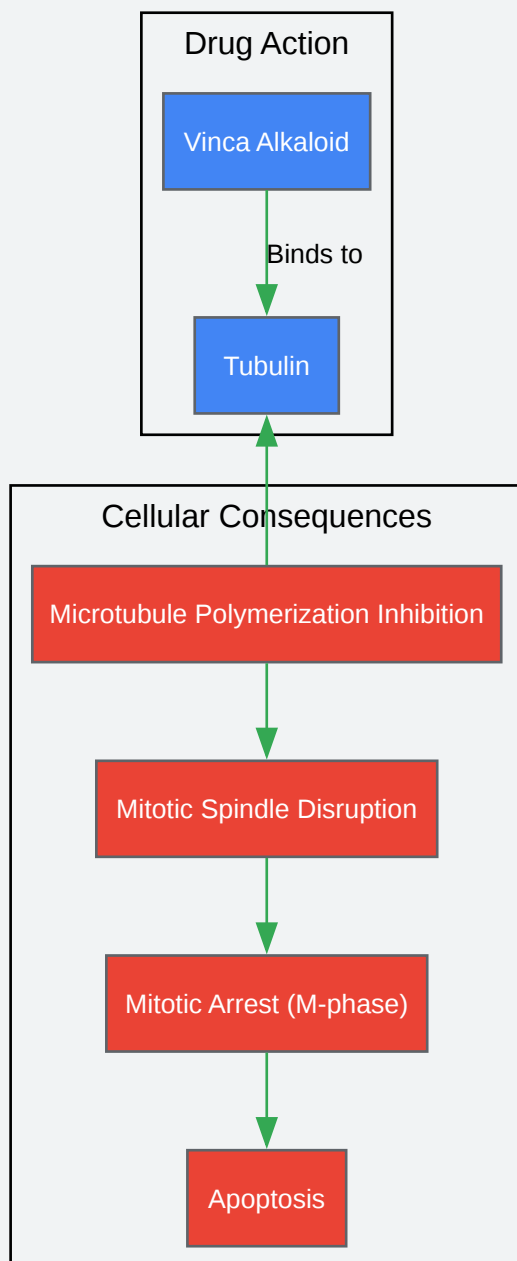 Drug Action
Vinca Alkaloid
Binds to
Tubulin
Cellular Consequences
Microtubule Polymerization Inhibition
Mitotic Spindle Disruption
Mitotic Arrest (M-phase)
Apoptosis